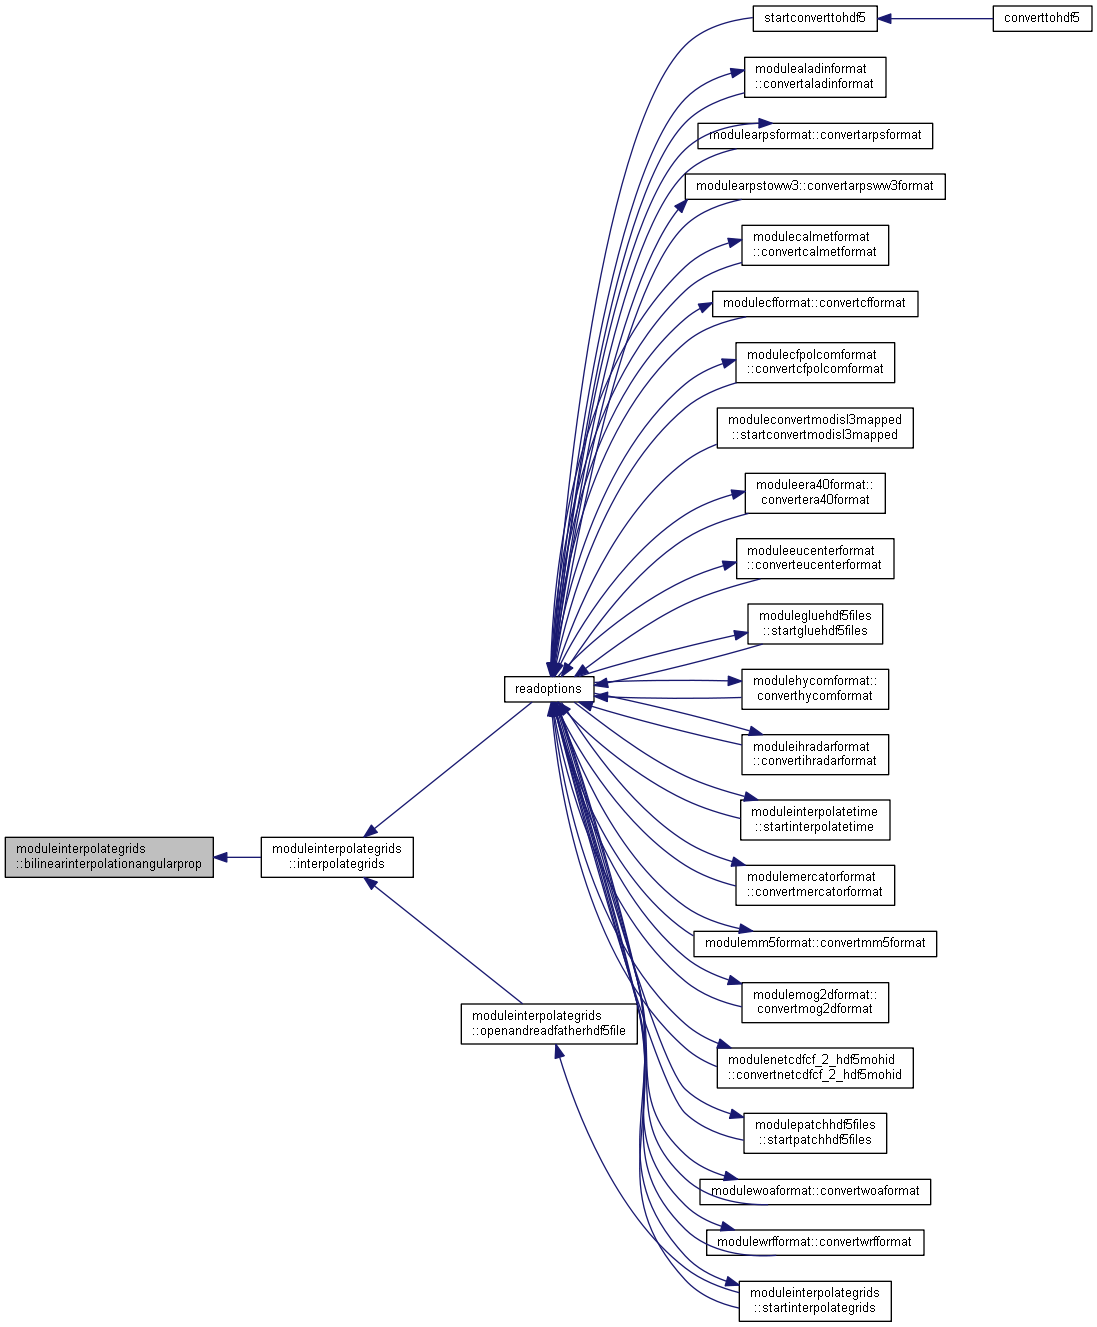 startconverttohdf5
converttohdf5
modulealadinformat
::convertaladinformat
modulearpsformat::convertarpsformat
modulearpstoww3::convertarpsww3format
modulecalmetformat
::convertcalmetformat
modulecfformat::convertcfformat
modulecfpolcomformat
::convertcfpolcomformat
moduleconvertmodisl3mapped
::startconvertmodisl3mapped
moduleera40format::
convertera40format
moduleeucenterformat
::converteucenterformat
modulegluehdf5files
::startgluehdf5files
readoptions
modulehycomformat::
converthycomformat
moduleihradarformat
::convertihradarformat
moduleinterpolatetime
::startinterpolatetime
moduleinterpolategrids
::bilinearinterpolationangularprop
moduleinterpolategrids
::interpolategrids
modulemercatorformat
::convertmercatorformat
modulemm5format::convertmm5format
modulemog2dformat::
convertmog2dformat
moduleinterpolategrids
::openandreadfatherhdf5file
modulenetcdfcf_2_hdf5mohid
::convertnetcdfcf_2_hdf5mohid
modulepatchhdf5files
::startpatchhdf5files
modulewoaformat::convertwoaformat
modulewrfformat::convertwrfformat
moduleinterpolategrids
::startinterpolategrids